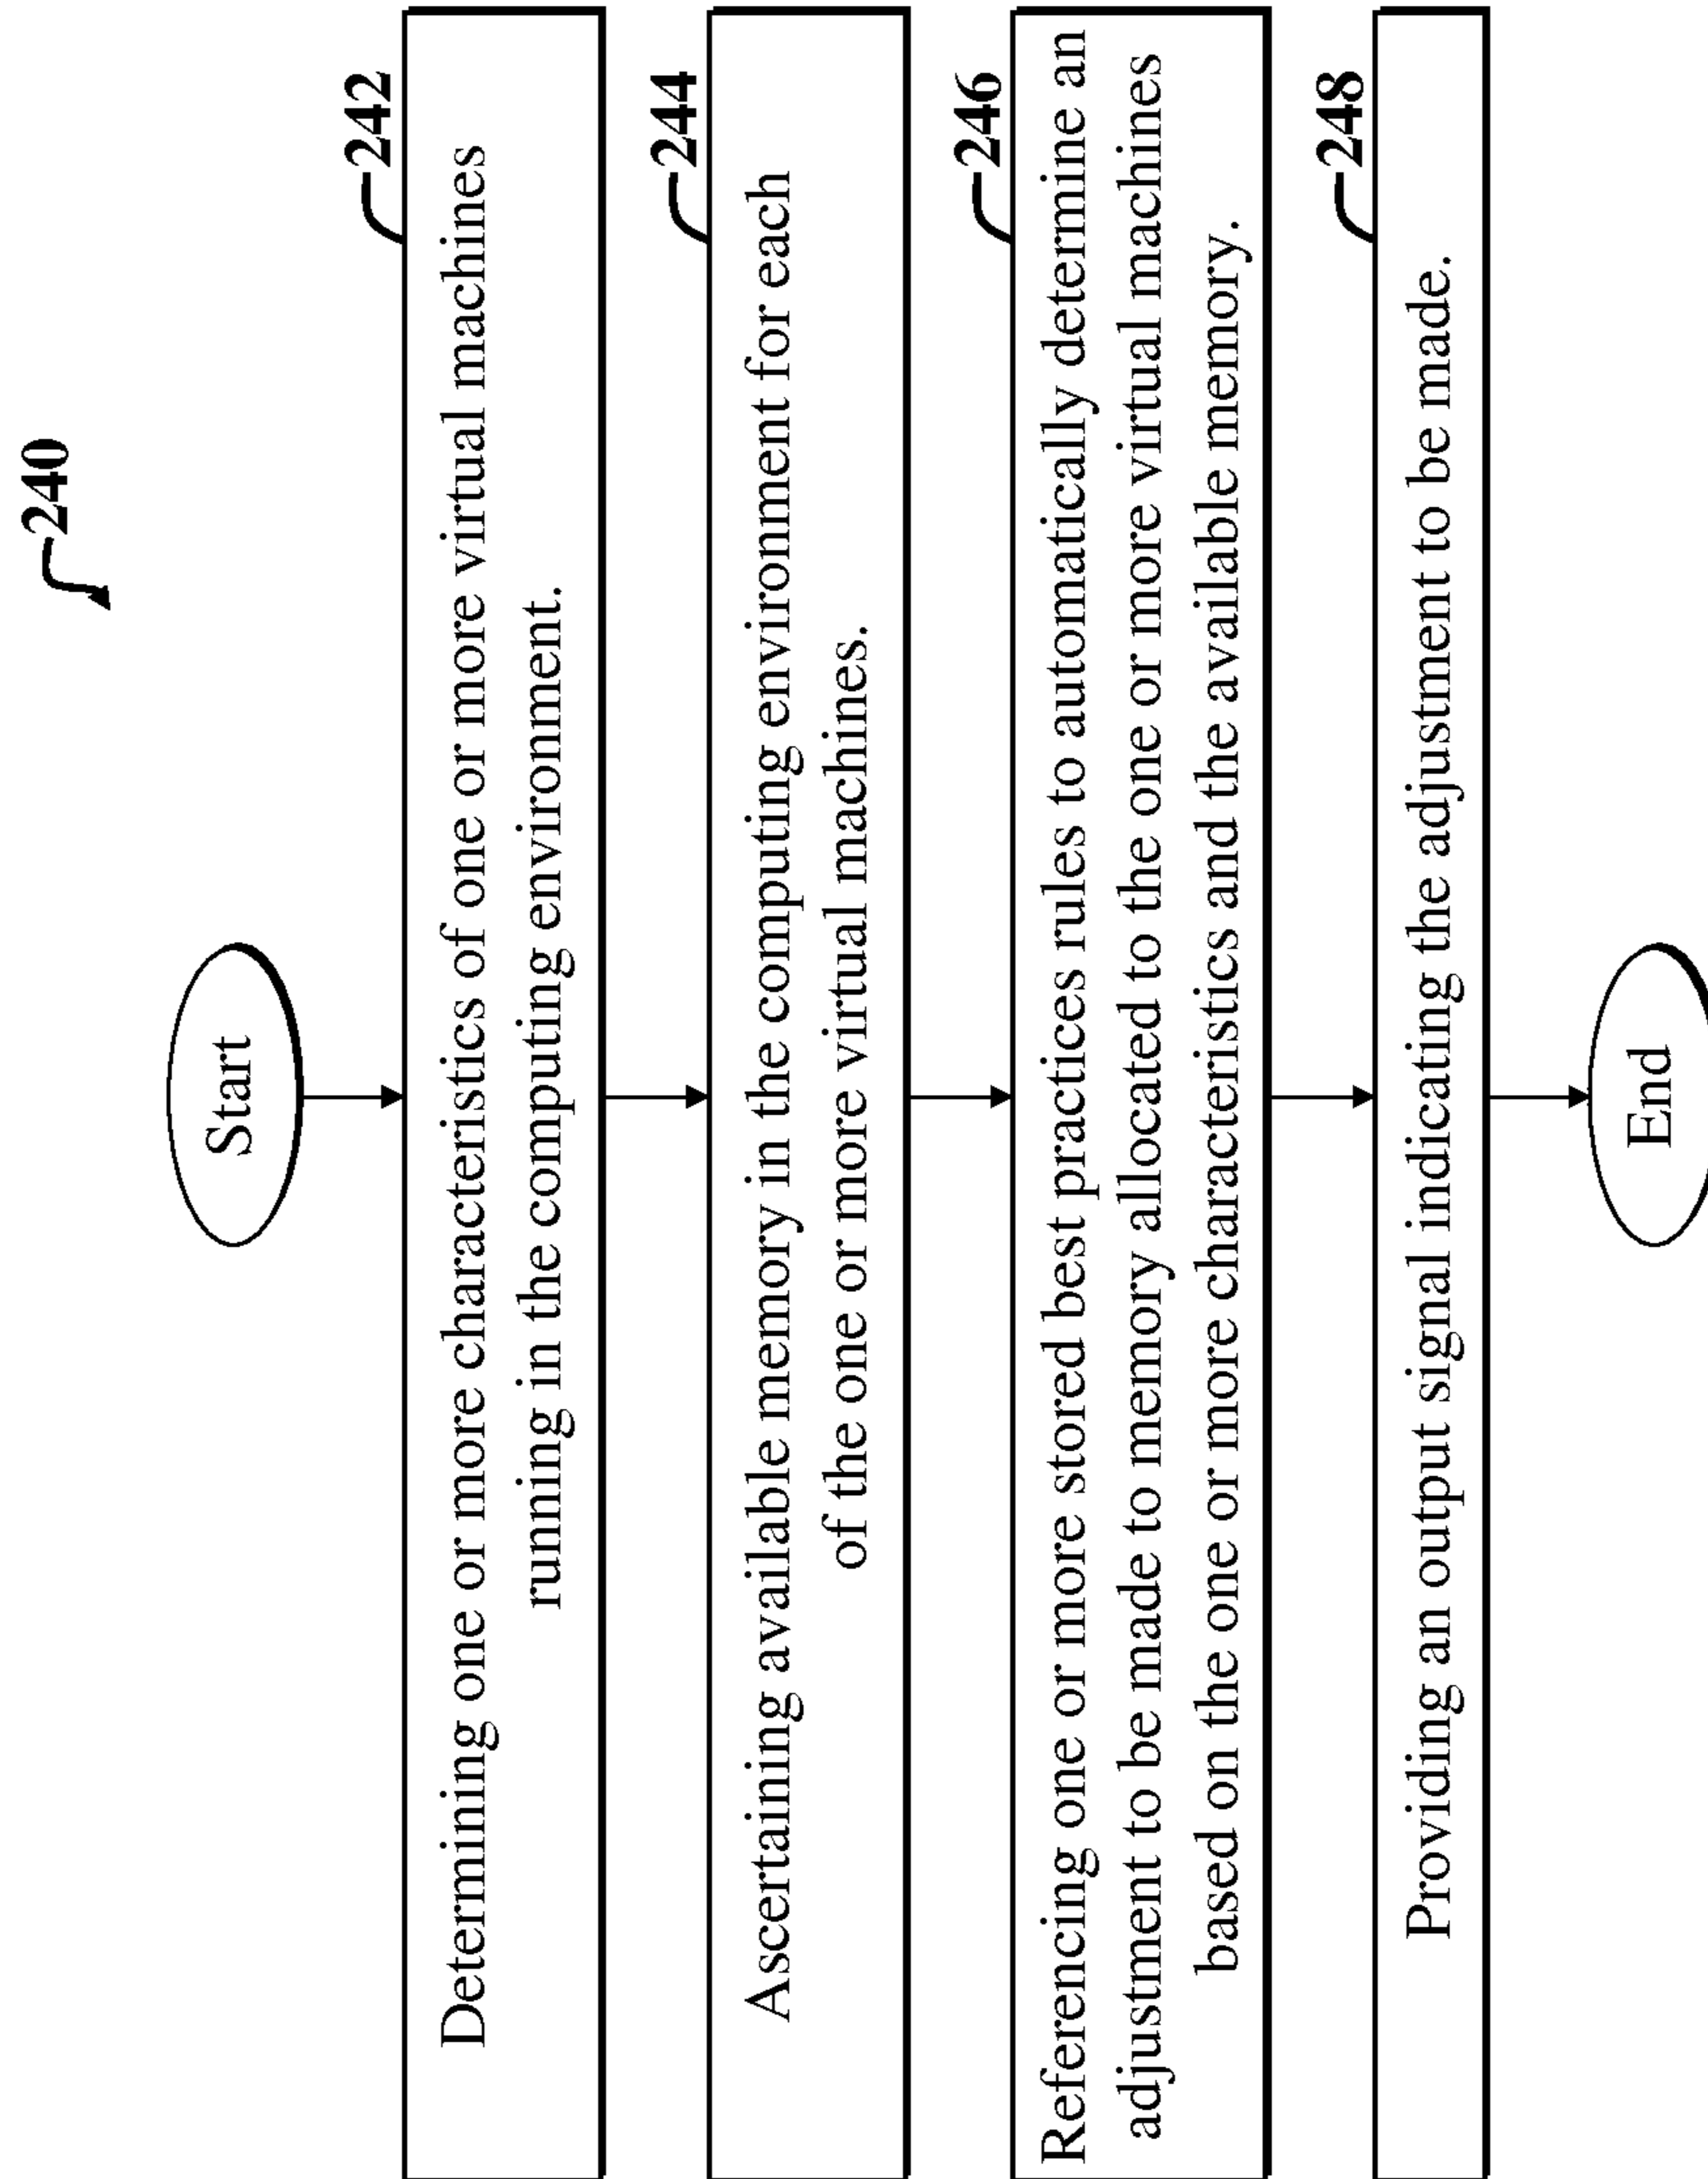 240
Start
242
Determining one or more characteristics of one or more virtual machines
running in the computing environment.
244
Ascertaining available memory in the computing environment for each
of the one or more virtual machines.
246
Referencing one or more stored best practices rules to automatically determine an
adjustment to be made to memory allocated to the one or more virtual machines
based on the one or more characteristics and the available memory.
248
Providing an output signal indicating the adjustment to be made.
End